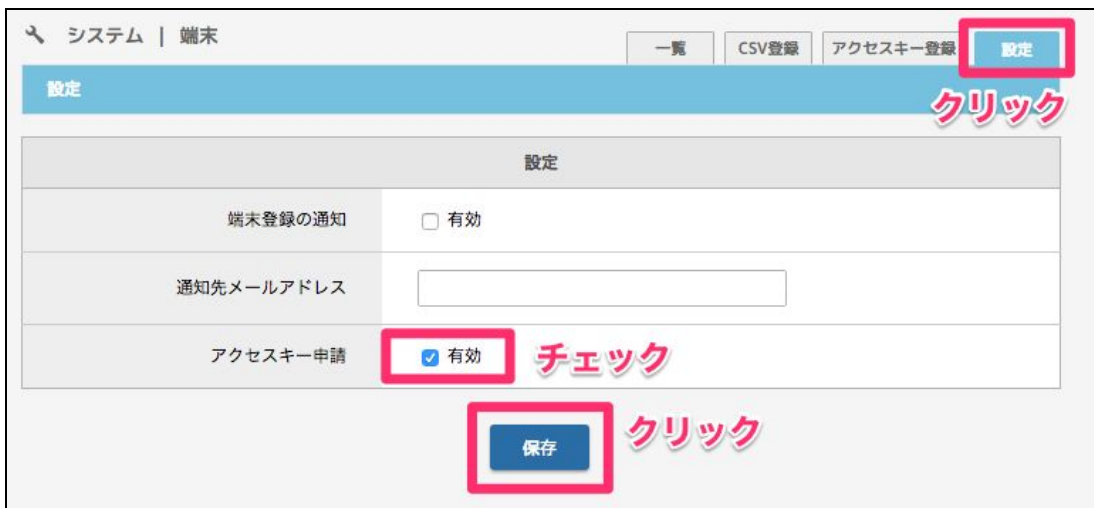 システム | 端末
一覧 CSV登録 アクセスキー登録 設定
設定
クリック
設定
端末登録の通知 有効
通知先メールアドレス
アクセスキー申請 有効 チェック
保存 クリック